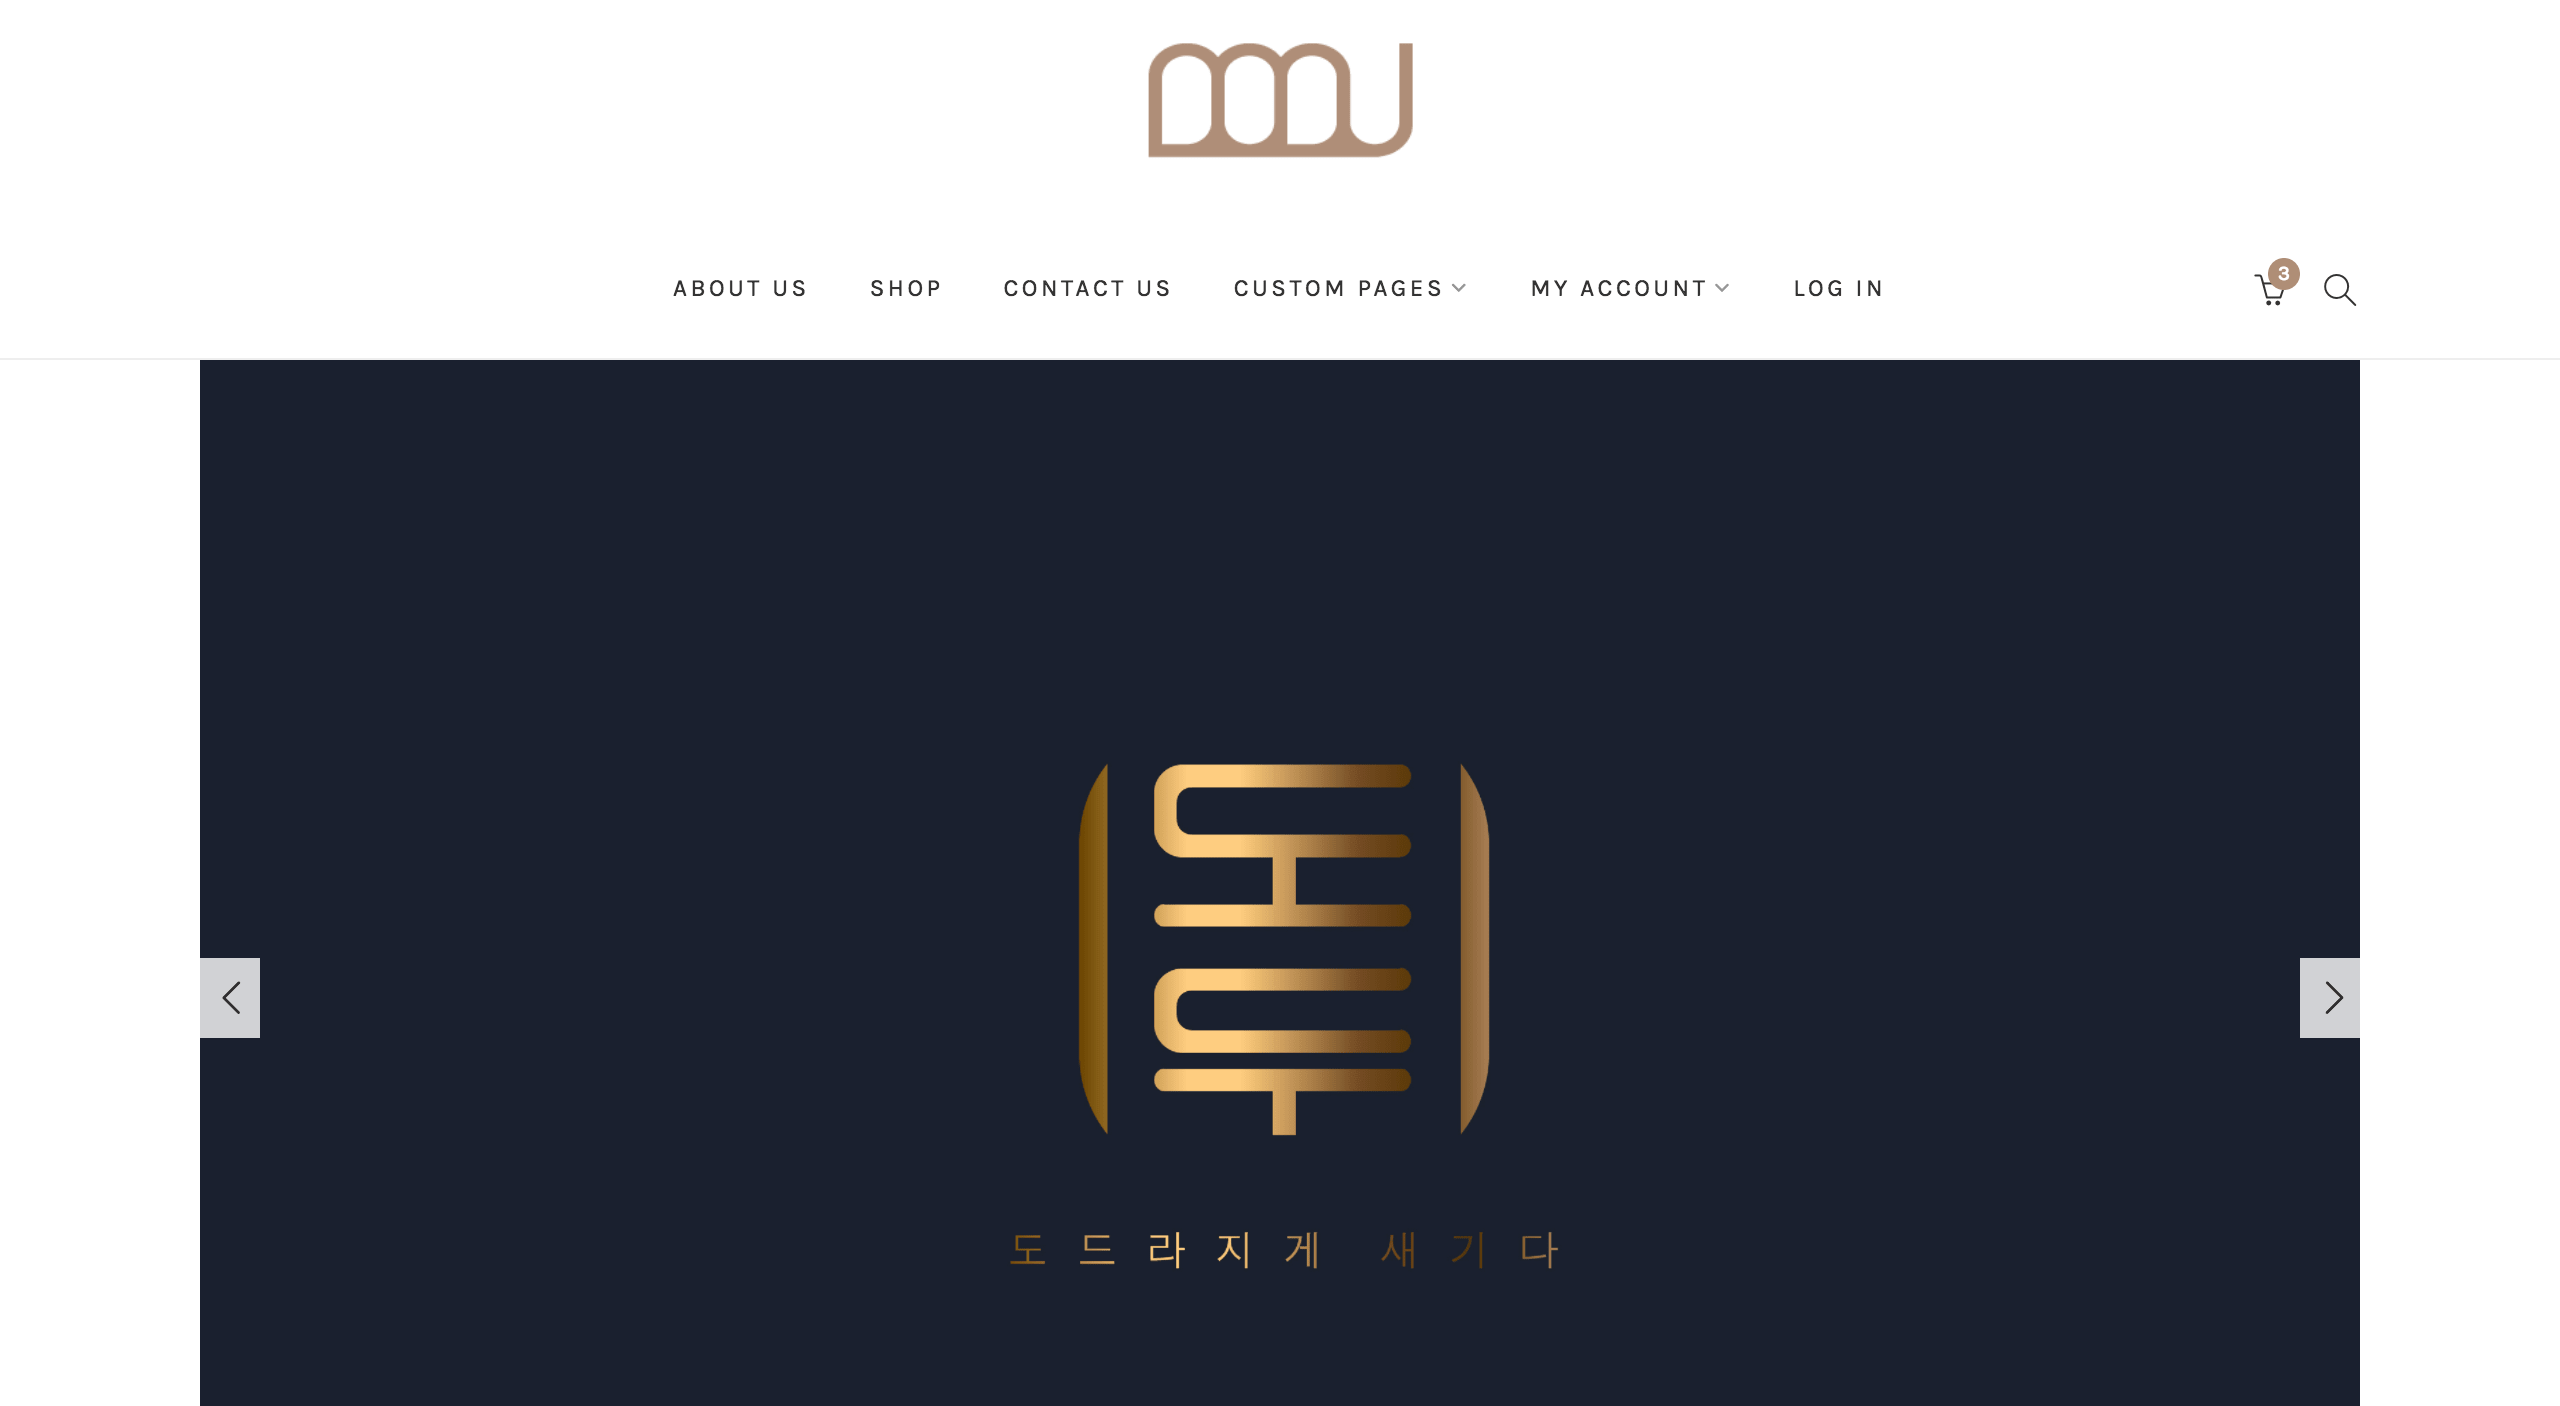 ABOUT US SHOP CONTACT US CUSTOM PAGES MY ACCOUNT LOG IN 3
도두
도드라지게 새기다